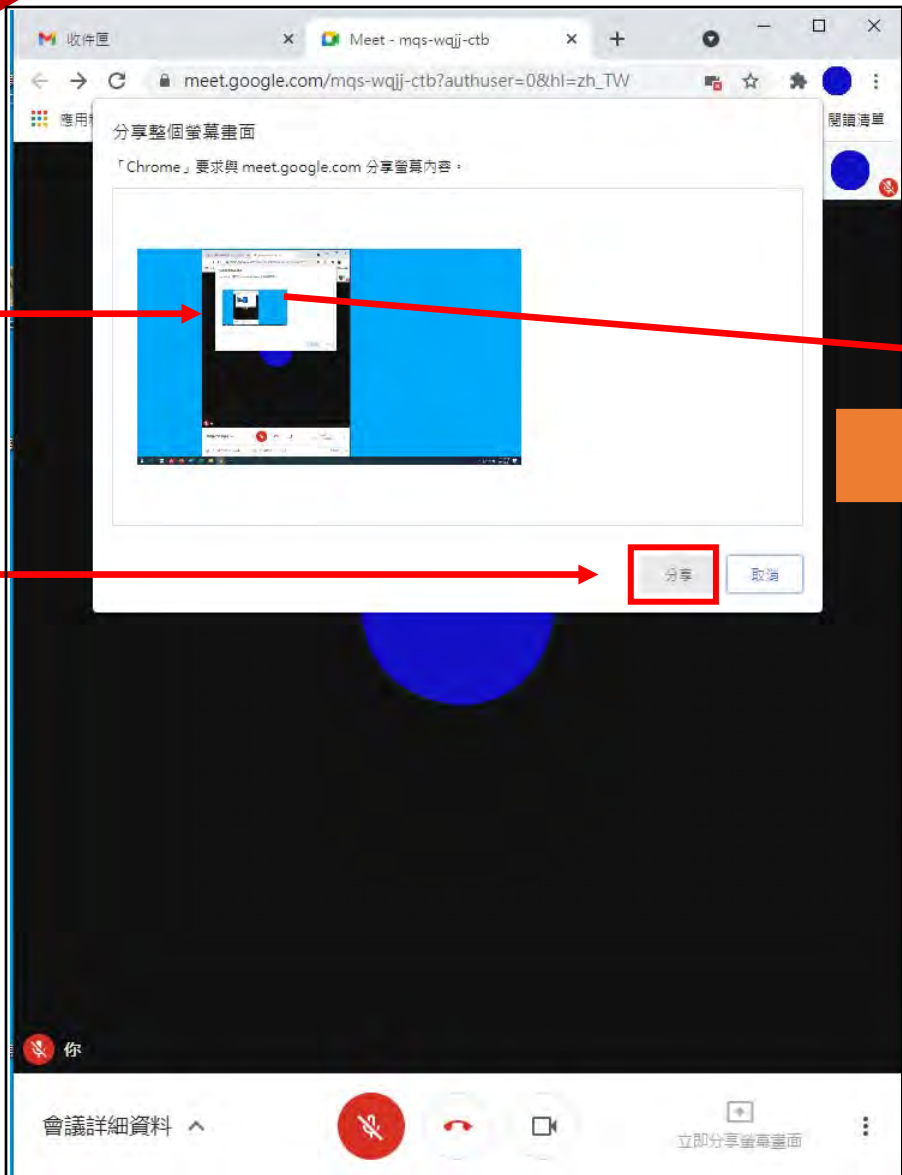 收件匣
Meet - mqs-wqjj-ctb
meet.google.com/mqs-wqjj-ctb?authuser=0&hl=zh_TW
應用
閱讀清單
分享整個螢幕畫面
「Chrome」要求與 meet.google.com 分享螢幕內容。
分享
取消
你
會議詳細資料
立即分享螢幕畫面